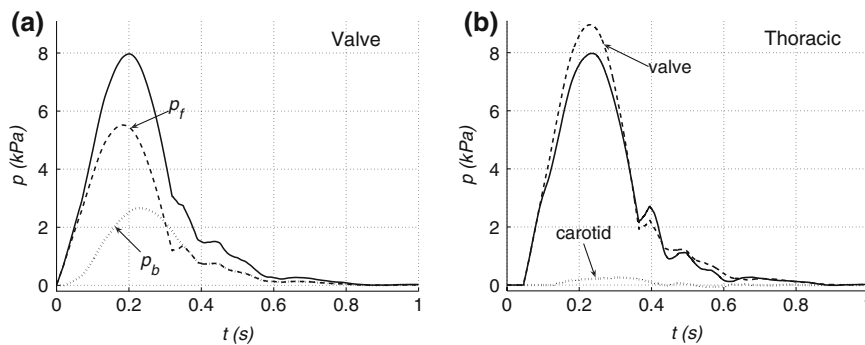 (a)
Valve
8
6
4
2
0
p (kPa)
p_f
p_b
0
0.2
0.4
0.6
0.8
1
t (s)
(b)
Thoracic
8
6
4
2
0
p (kPa)
valve
carotid
0
0.2
0.4
0.6
0.8
1
t (s)